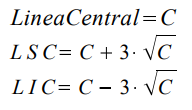 LineaCentral=C
LSC= C + 3· √C
LIC= C − 3· √C